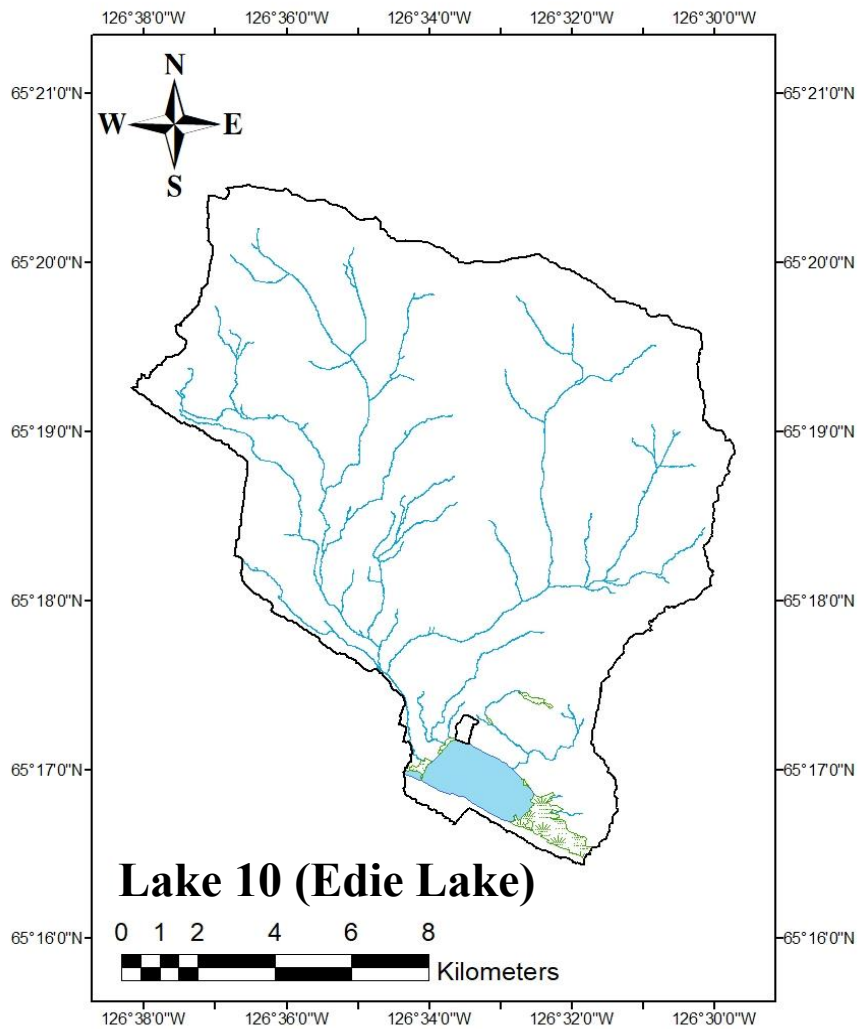 126°38'0"W 126°36'0"W 126°34'0"W 126°32'0"W 126°30'0"W
65°21'0"N 65°21'0"N
N
W E
S
65°20'0"N 65°20'0"N
65°19'0"N 65°19'0"N
65°18'0"N 65°18'0"N
65°17'0"N 65°17'0"N
Lake 10 (Edie Lake)
65°16'0"N 65°16'0"N
0 1 2 4 6 8
Kilometers
126°38'0"W 126°36'0"W 126°34'0"W 126°32'0"W 126°30'0"W